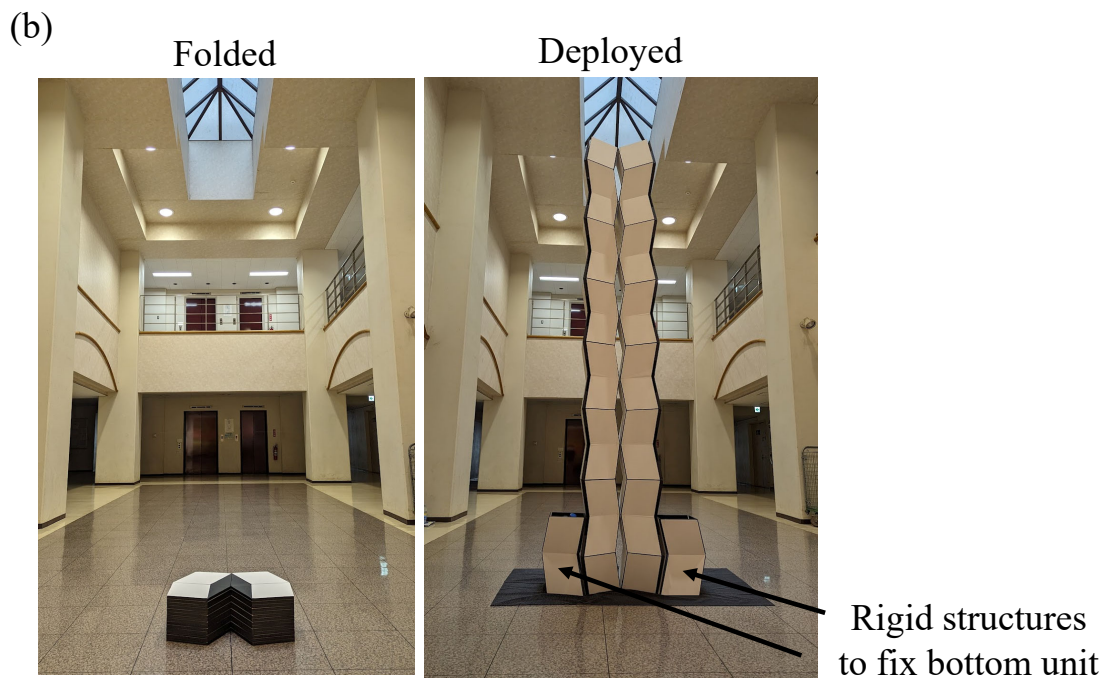 (b)
Folded
Deployed
Rigid structures
to fix bottom unit